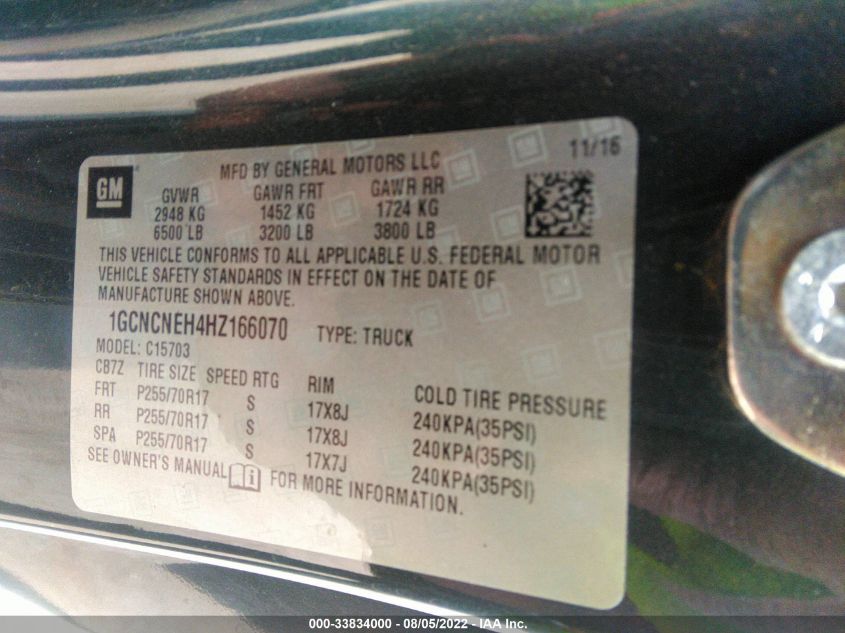 GM
MFD BY GENERAL MOTORS LLC 11/16
GVWR GAWR FRT GAWR RR
2948 KG 1452 KG 1724 KG
6500 LB 3200 LB 3800 LB
THIS VEHICLE CONFORMS TO ALL APPLICABLE U.S. FEDERAL MOTOR
VEHICLE SAFETY STANDARDS IN EFFECT ON THE DATE OF
MANUFACTURE SHOWN ABOVE.
1GCNCNEH4HZ166070 TYPE: TRUCK
MODEL: C15703
CB7Z TIRE SIZE SPEED RTG RIM COLD TIRE PRESSURE
FRT P255/70R17 S 17X8J 240KPA(35PSI)
RR P255/70R17 S 17X8J 240KPA(35PSI)
SPA P255/70R17 S 17X7J 240KPA(35PSI)
SEE OWNER'S MANUAL FOR MORE INFORMATION.
000-33834000 - 08/05/2022 - IAA Inc.